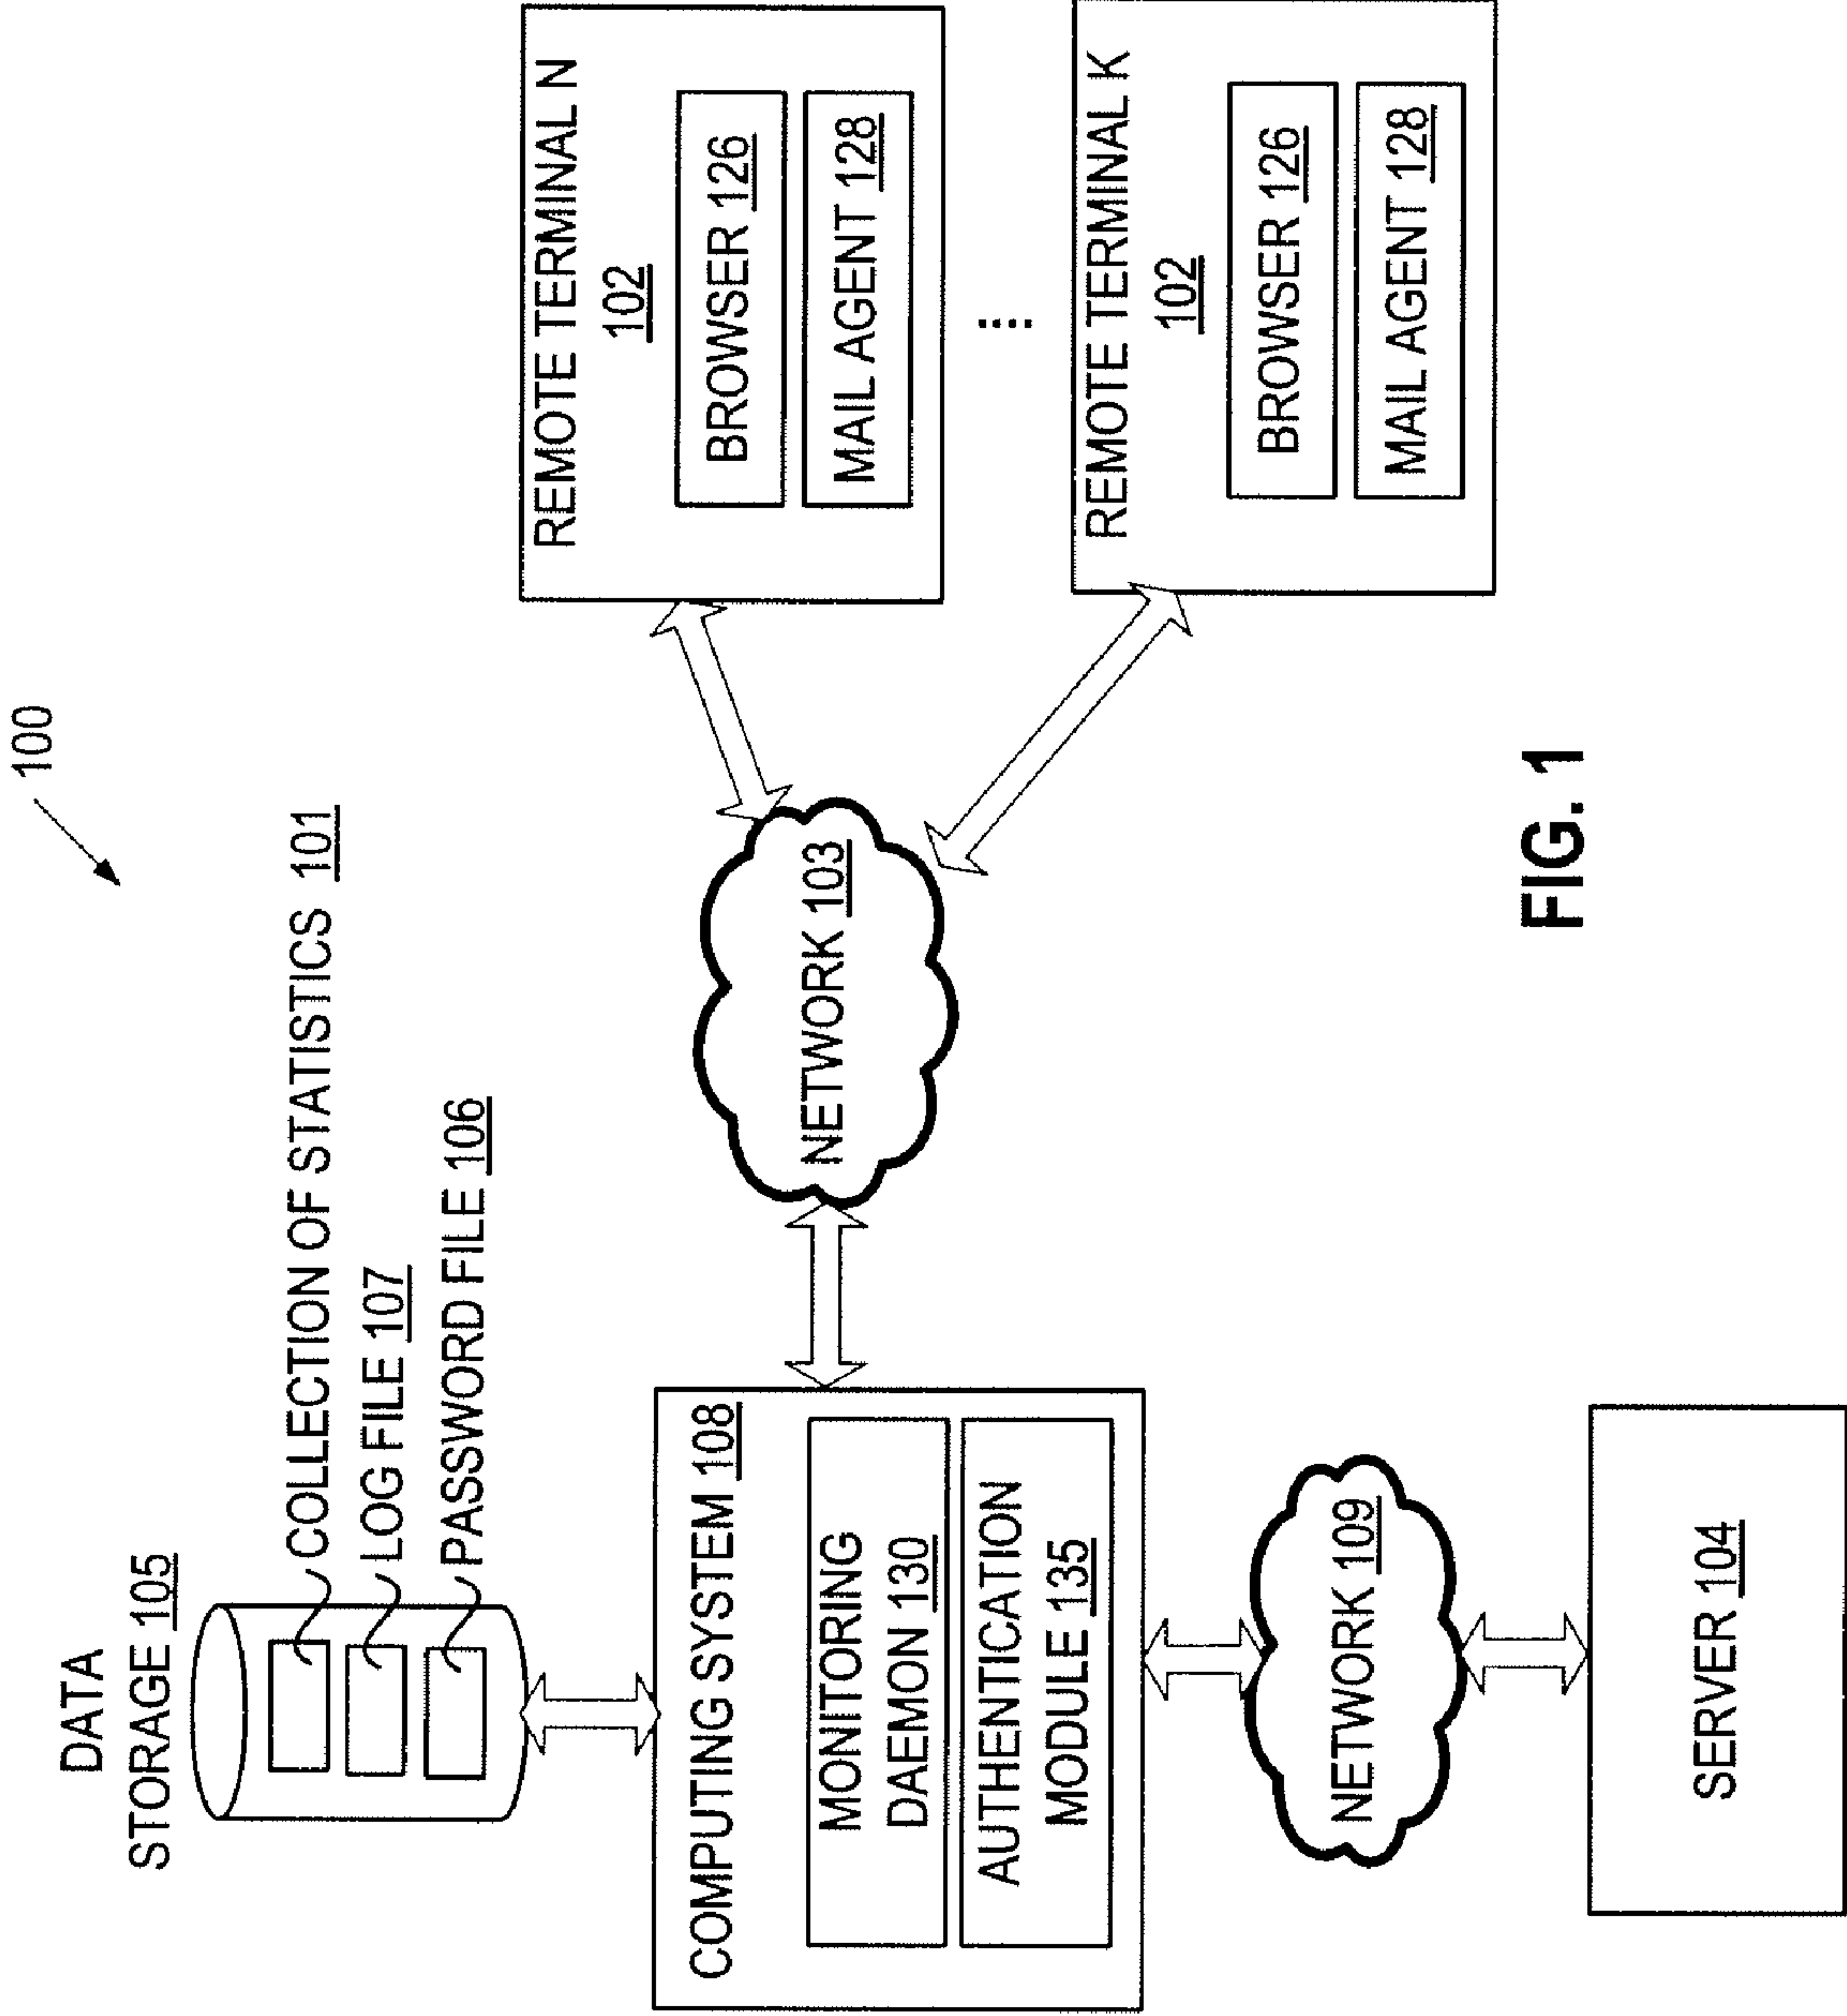 100
DATA
STORAGE 105
COLLECTION OF STATISTICS 101
LOG FILE 107
PASSWORD FILE 106
COMPUTING SYSTEM 108
MONITORING
DAEMON 130
AUTHENTICATION
MODULE 135
NETWORK 103
REMOTE TERMINAL N
102
BROWSER 126
MAIL AGENT 128
...
REMOTE TERMINAL K
102
BROWSER 126
MAIL AGENT 128
NETWORK 109
SERVER 104
FIG. 1